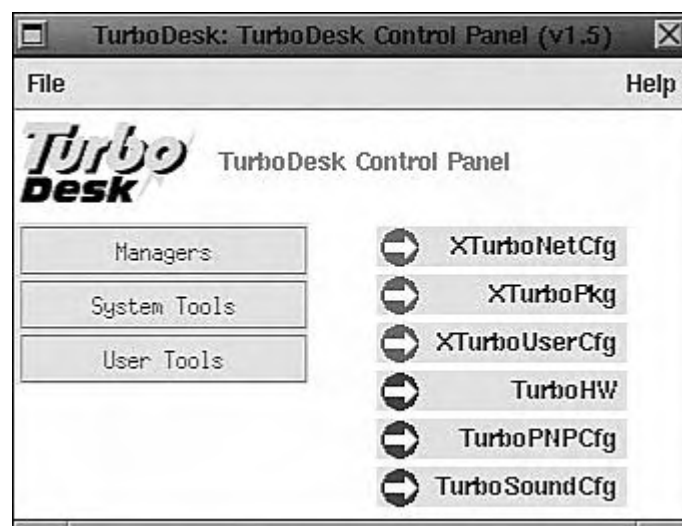 TurboDesk: TurboDesk Control Panel (v1.5)
File Help
Turbo
Desk
TurboDesk Control Panel
Managers
System Tools
User Tools
XTurboNetCfg
XTurboPkg
XTurboUserCfg
TurboHW
TurboPNPCfg
TurboSoundCfg